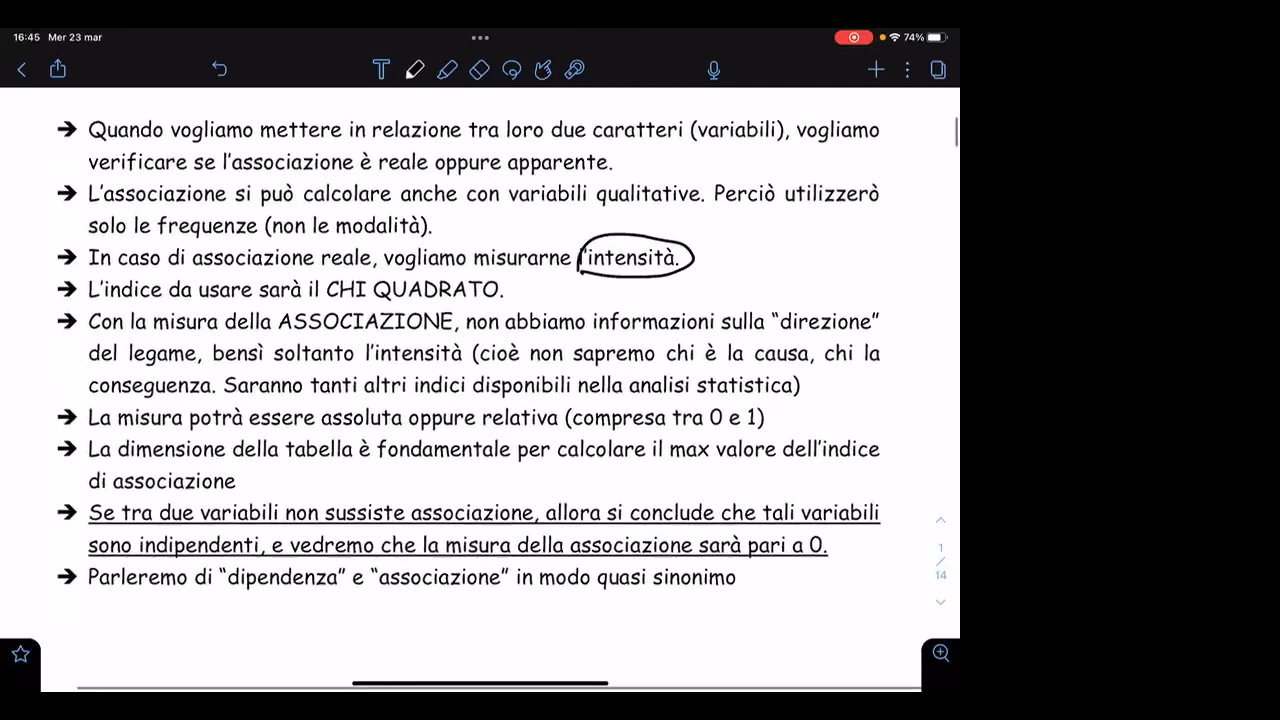 16:45 Mer 23 mar
74%
→ Quando vogliamo mettere in relazione tra loro due caratteri (variabili), vogliamo
verificare se l'associazione è reale oppure apparente.
→ L'associazione si può calcolare anche con variabili qualitative. Perciò utilizzerò
solo le frequenze (non le modalità).
→ In caso di associazione reale, vogliamo misurarne l'intensità.
→ L'indice da usare sarà il CHI QUADRATO.
→ Con la misura della ASSOCIAZIONE, non abbiamo informazioni sulla “direzione”
del legame, bensì soltanto l'intensità (cioè non sapremo chi è la causa, chi la
conseguenza. Saranno tanti altri indici disponibili nella analisi statistica)
→ La misura potrà essere assoluta oppure relativa (compresa tra 0 e 1)
→ La dimensione della tabella è fondamentale per calcolare il max valore dell'indice
di associazione
→ Se tra due variabili non sussiste associazione, allora si conclude che tali variabili
sono indipendenti, e vedremo che la misura della associazione sarà pari a 0.
→ Parleremo di “dipendenza” e “associazione” in modo quasi sinonimo
1
/
14